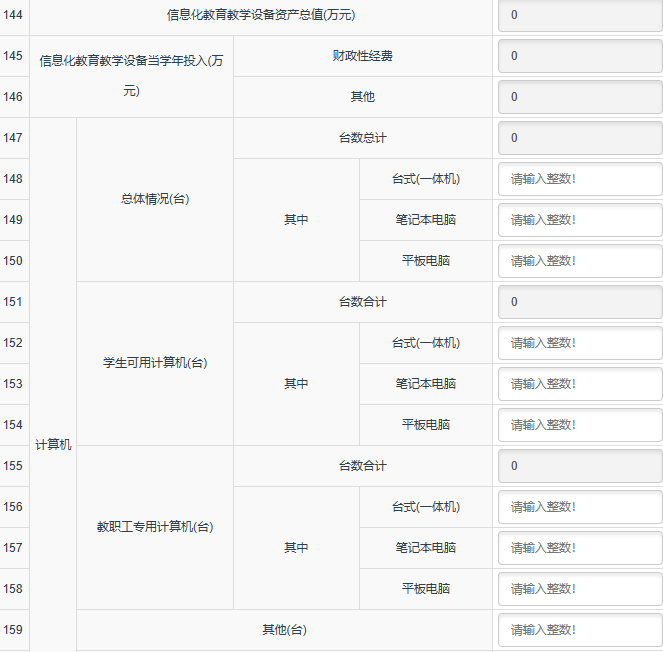 144 信息化教育教学设备资产总值(万元) 0
145 信息化教育教学设备当学年投入(万元) 财政性经费 0
146 其他 0
147 计算机 总体情况(台) 台数总计 0
148 其中 台式(一体机) 请输入整数!
149 笔记本电脑 请输入整数!
150 平板电脑 请输入整数!
151 学生可用计算机(台) 台数合计 0
152 其中 台式(一体机) 请输入整数!
153 笔记本电脑 请输入整数!
154 平板电脑 请输入整数!
155 教职工专用计算机(台) 台数合计 0
156 其中 台式(一体机) 请输入整数!
157 笔记本电脑 请输入整数!
158 平板电脑 请输入整数!
159 其他(台) 请输入整数!